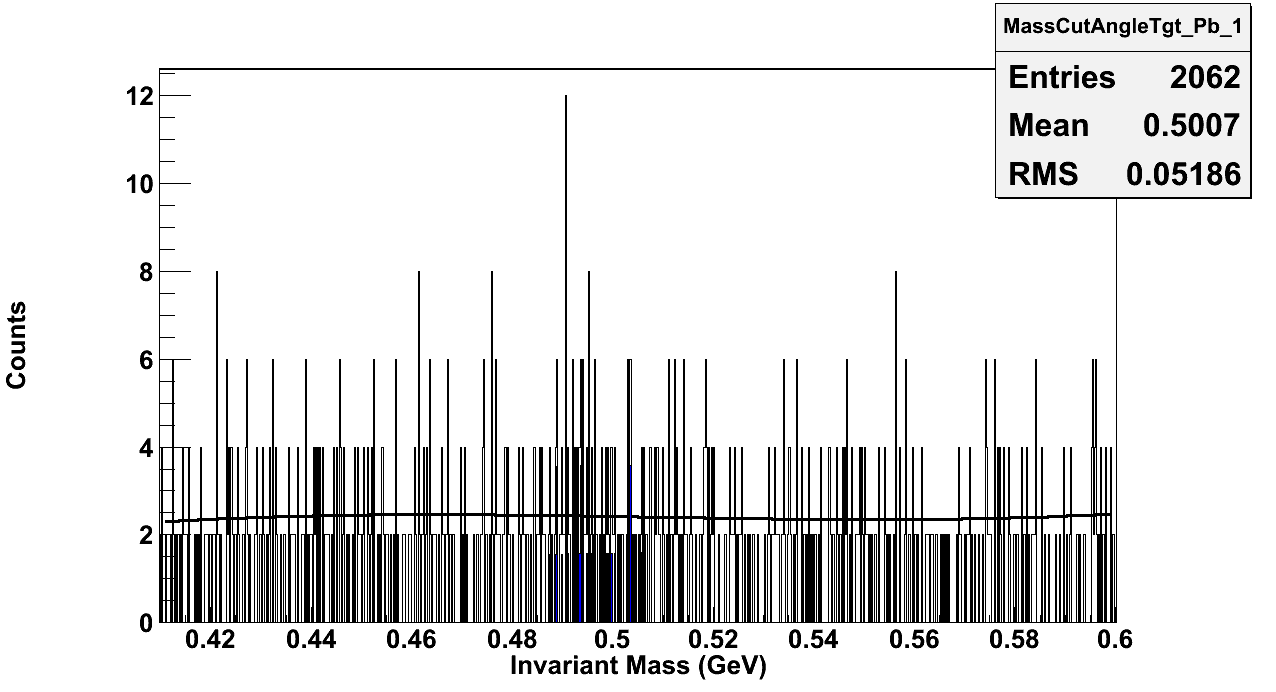 MassCutAngleTgt_Pb_1
Entries 2062
Mean 0.5007
RMS 0.05186
12
10
8
6
4
2
0
Counts
0.42 0.44 0.46 0.48 0.5 0.52 0.54 0.56 0.58 0.6
Invariant Mass (GeV)